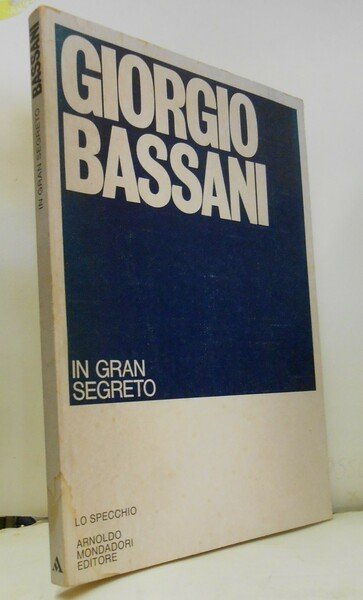 GIORGIO
BASSANI
IN GRAN
SEGRETO
LO SPECCHIO
ARNOLDO
MONDADORI
EDITORE
IN GRAN SEGRETO BASSANI